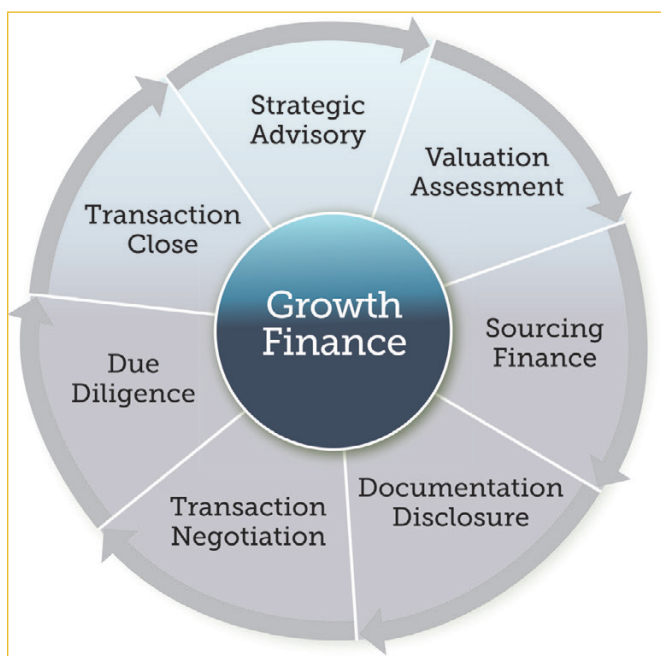 Strategic
Advisory
Valuation
Assessment
Sourcing
Finance
Documentation
Disclosure
Transaction
Negotiation
Due
Diligence
Transaction
Close
Growth
Finance